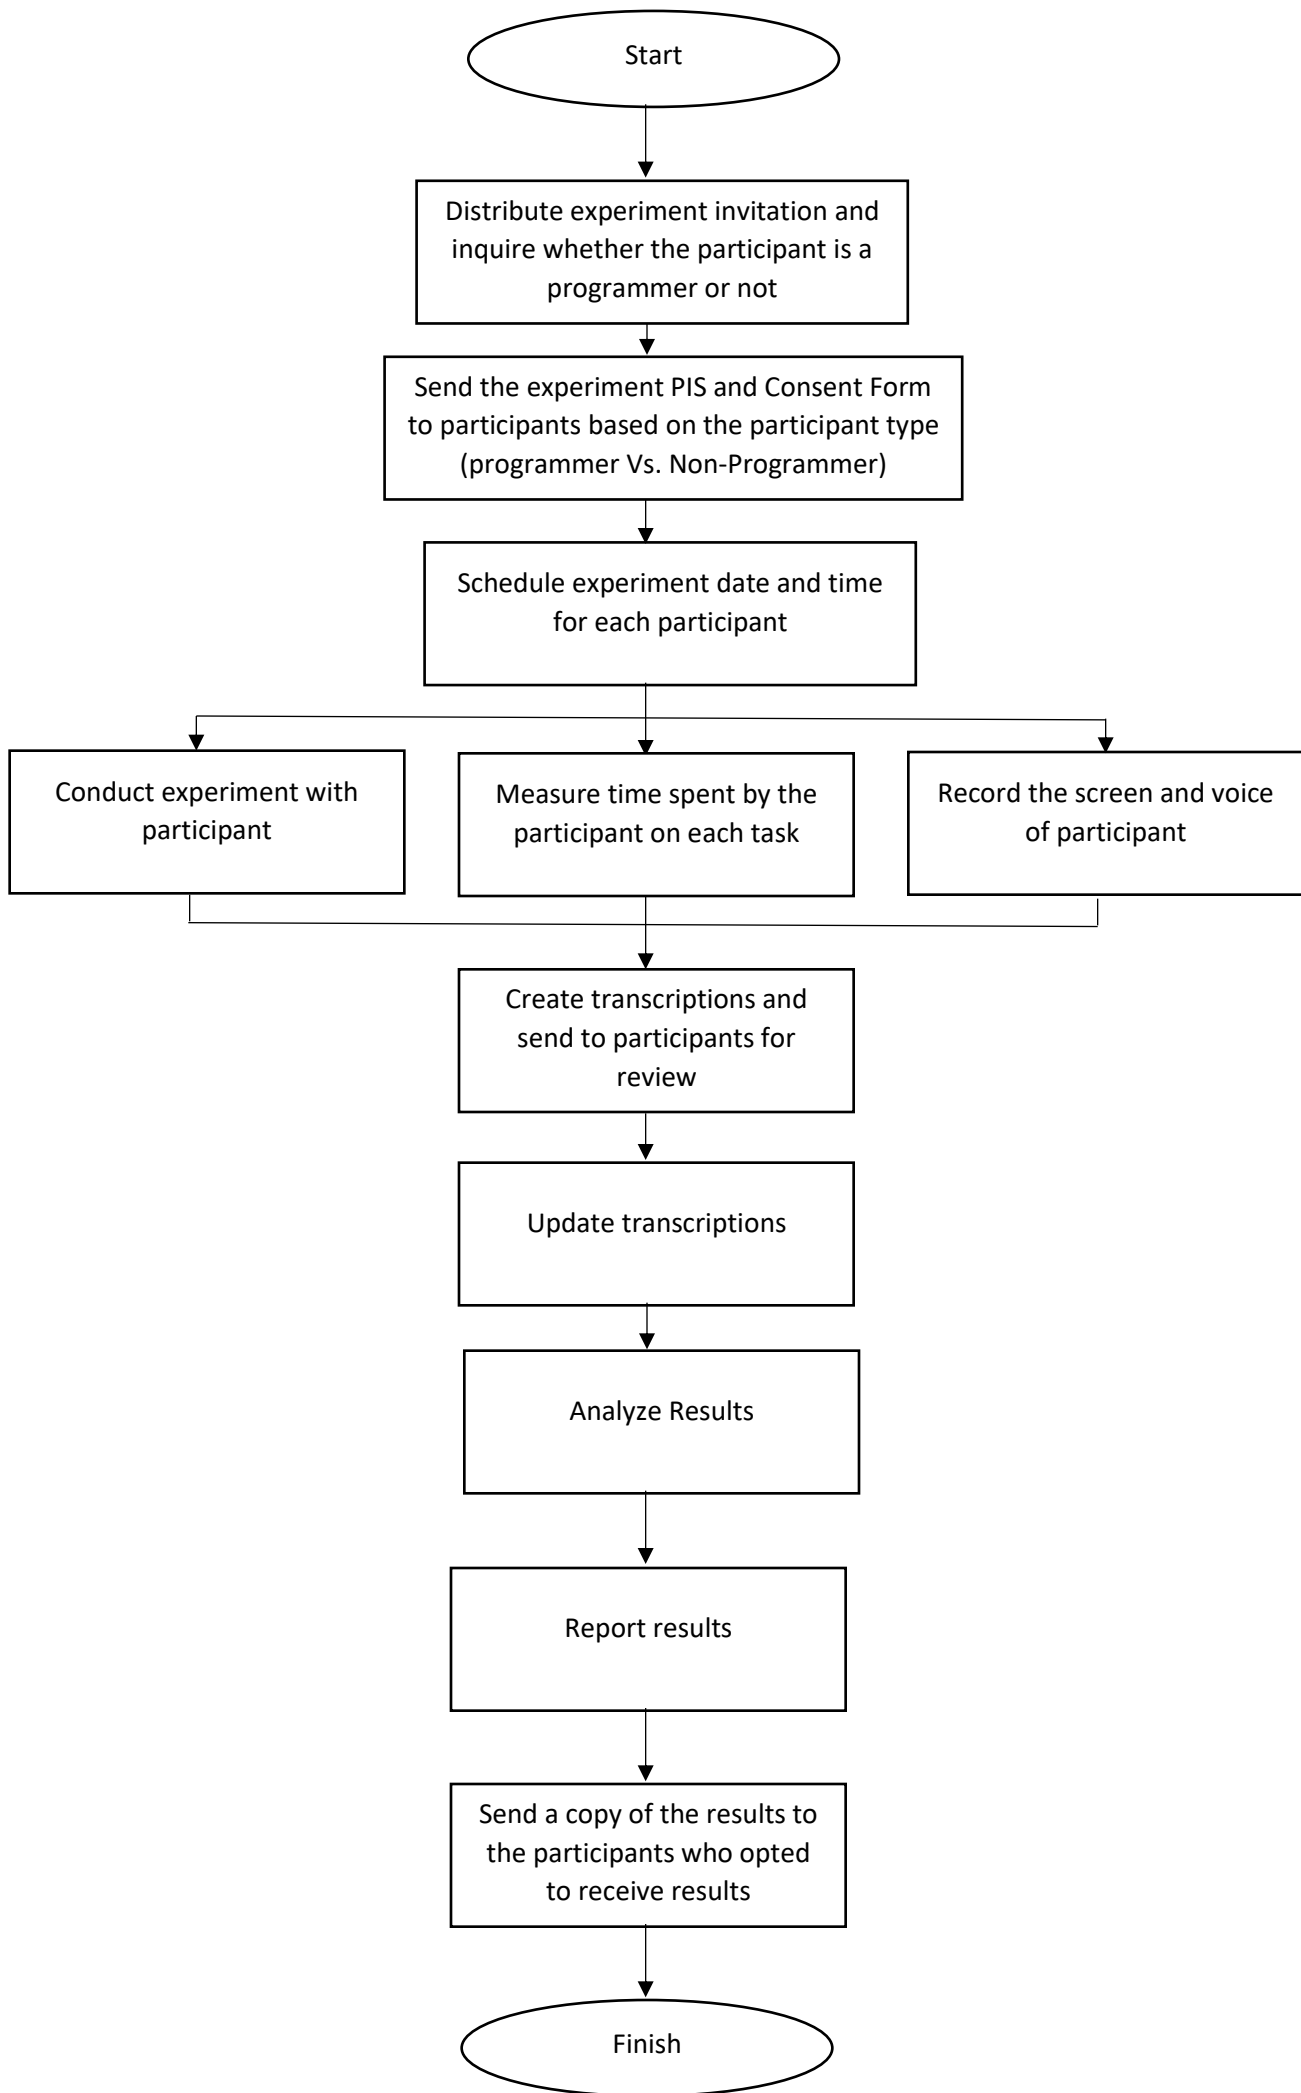 Start
Distribute experiment invitation and
inquire whether the participant is a
programmer or not
Send the experiment PIS and Consent Form
to participants based on the participant type
(programmer Vs. Non-Programmer)
Schedule experiment date and time
for each participant
Conduct experiment with
participant
Measure time spent by the
participant on each task
Record the screen and voice
of participant
Create transcriptions and
send to participants for
review
Update transcriptions
Analyze Results
Report results
Send a copy of the results to
the participants who opted
to receive results
Finish